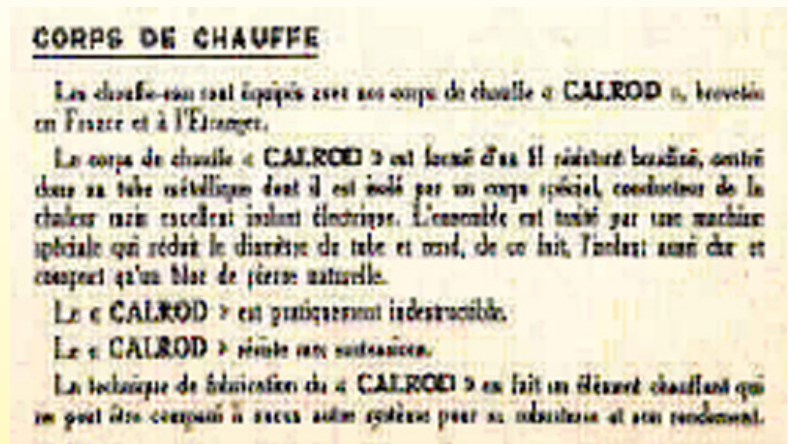 CORPS DE CHAUFFE
Les chauffe-eau sont équipés avec nos corps de chauffe « CALROD », brevetés
en France et à l'Etranger.
Le corps de chauffe « CALROD » est formé d'un fil résistant boudiné, centré
dans un tube métallique dont il est isolé par un corps spécial, conducteur de la
chaleur mais excellent isolant électrique. L'ensemble est traité par une machine
spéciale qui réduit le diamètre du tube et rend, de ce fait, l'isolant aussi dur et
compact qu'un bloc de pierre naturelle.
Le « CALROD » est pratiquement indestructible.
Le « CALROD » résiste aux
La technique de fabrication du « CALROD » en fait un élément chauffant qui
ne peut être comparé à aucun autre système pour sa robustesse et son rendement.